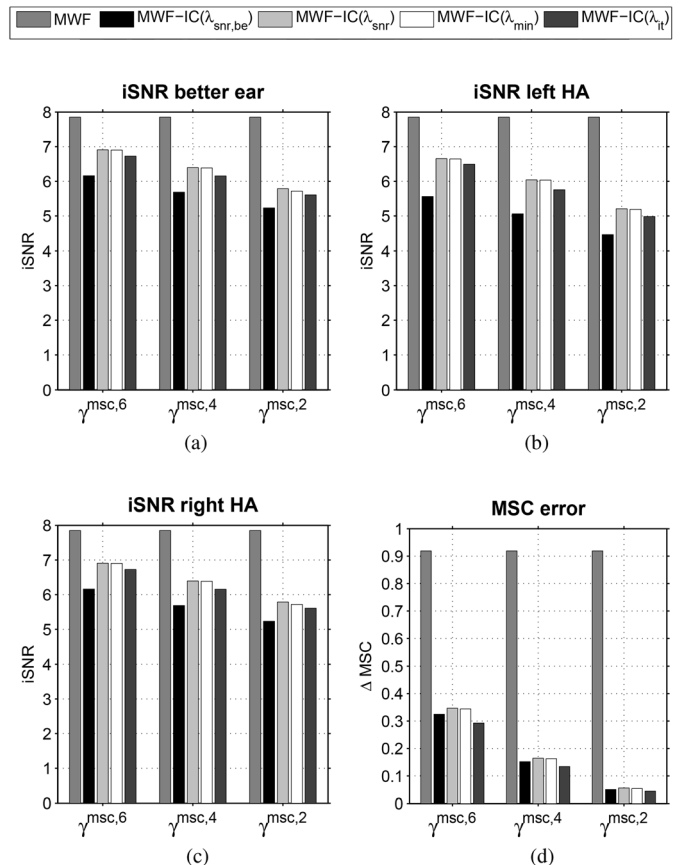 MWF MWF−IC(λsnr,be) MWF−IC(λsnr) MWF−IC(λmin) MWF−IC(λit)
iSNR better ear
8
7
6
5
4
3
2
1
0
iSNR
γmsc,6 γmsc,4 γmsc,2
(a)
iSNR left HA
8
7
6
5
4
3
2
1
0
iSNR
γmsc,6 γmsc,4 γmsc,2
(b)
iSNR right HA
8
7
6
5
4
3
2
1
0
iSNR
γmsc,6 γmsc,4 γmsc,2
(c)
MSC error
1
0.9
0.8
0.7
0.6
0.5
0.4
0.3
0.2
0.1
0
Δ MSC
γmsc,6 γmsc,4 γmsc,2
(d)